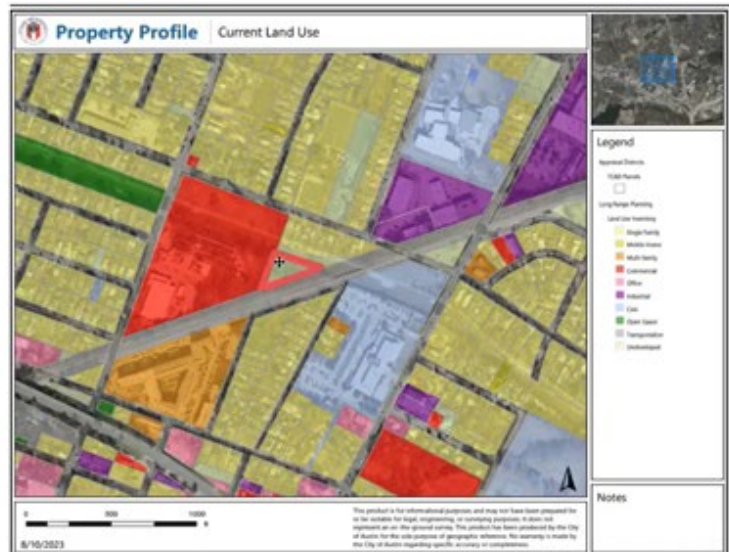 Property Profile
Current Land Use
Legend
Appraisal Districts
TCAD Parcels
Long Range Planning
Land Use Inventory
Single Family
Mobile Home
Multi-family
Commercial
Office
Industrial
Civic
Open Space
Transportation
Undeveloped
Notes
0 500 1000
ft
8/10/2023
This product is for informational purposes and may not have been prepared for
or be suitable for legal, engineering, or surveying purposes. It does not
represent an on-the-ground survey. This product has been produced by the City
of Austin for the sole purpose of geographic reference. No warranty is made by
the City of Austin regarding specific accuracy or completeness.